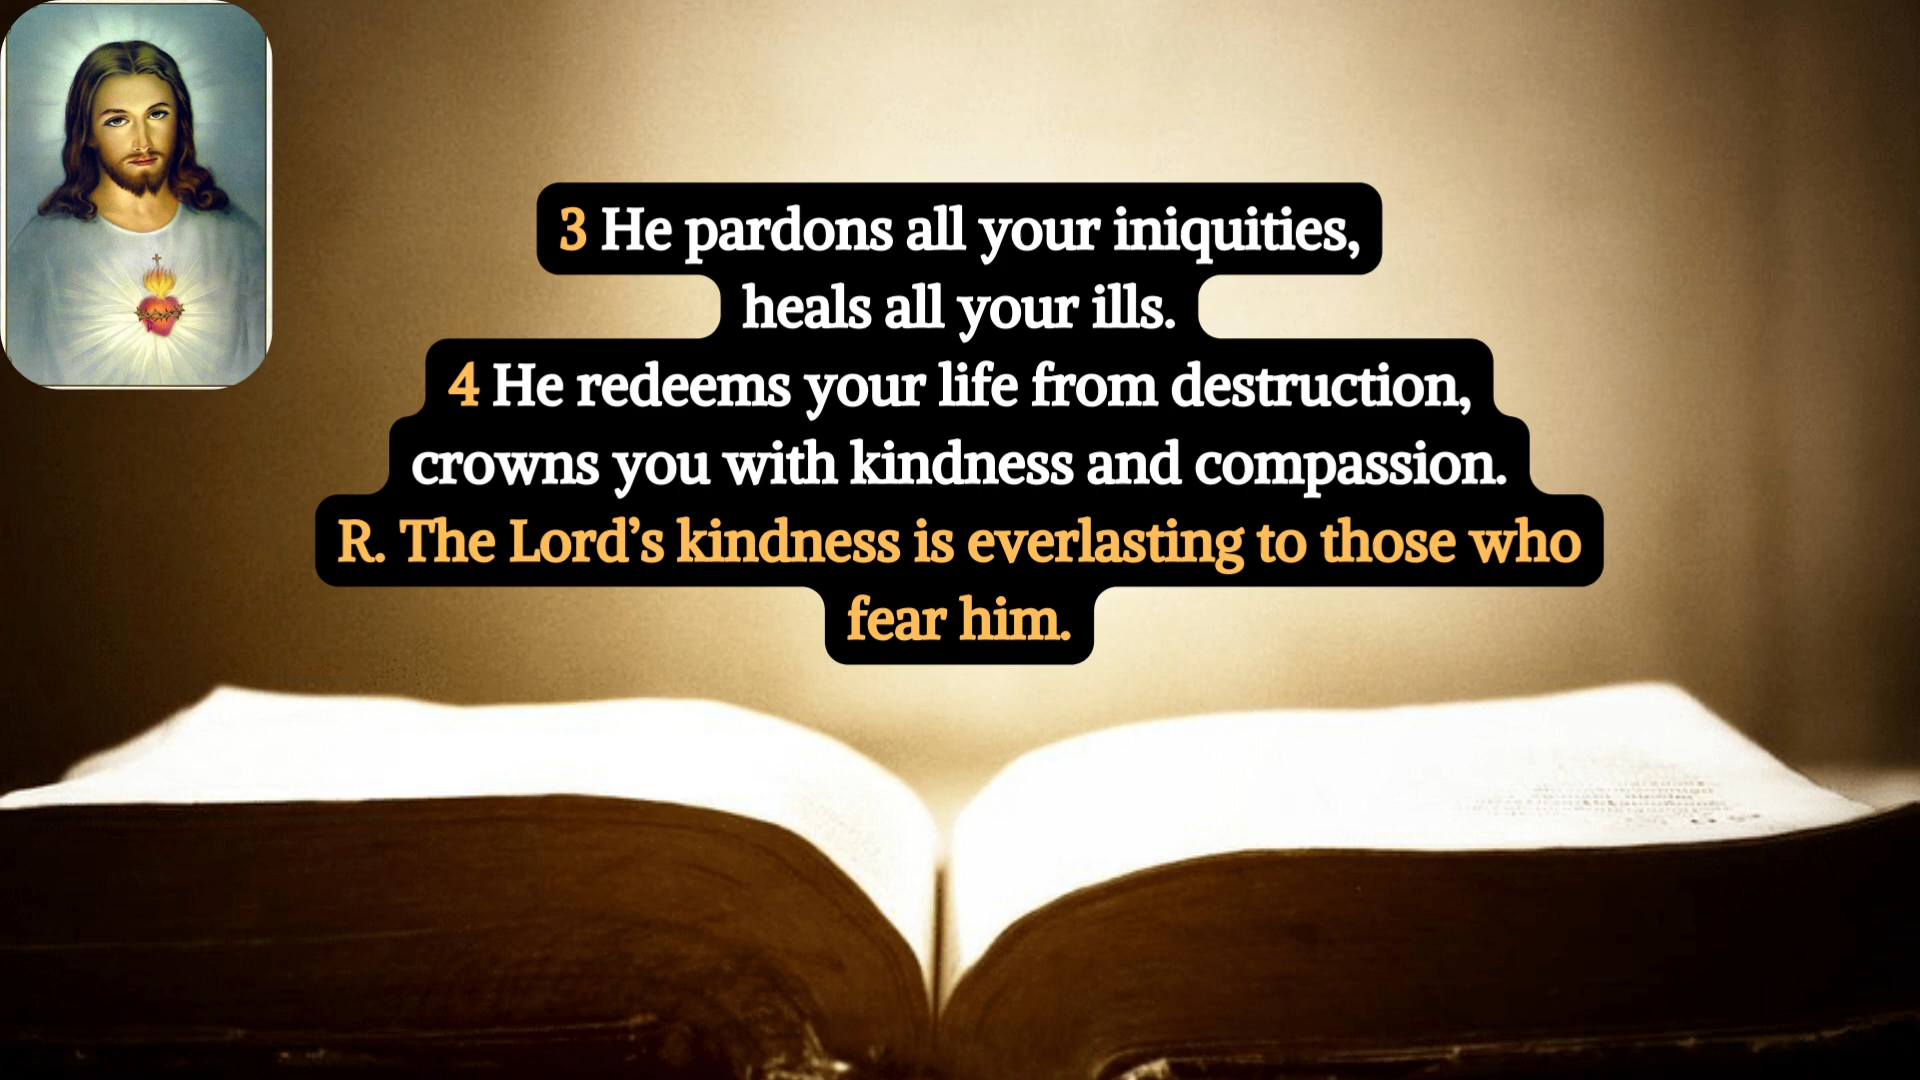 3 He pardons all your iniquities,
heals all your ills.
4 He redeems your life from destruction,
crowns you with kindness and compassion.
R. The Lord’s kindness is everlasting to those who
fear him.